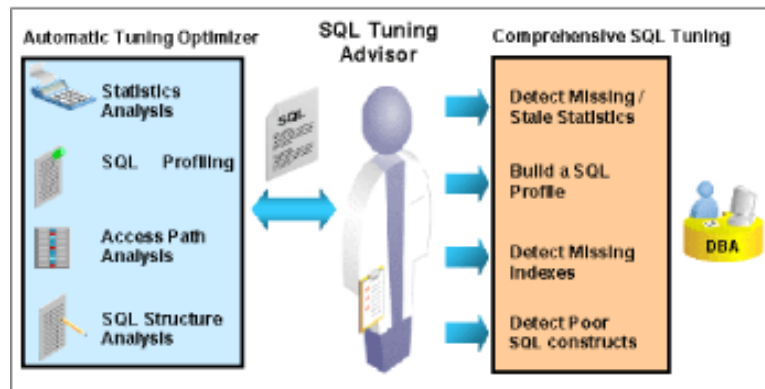 Automatic Tuning Optimizer
Statistics
Analysis
SQL Profiling
Access Path
Analysis
SQL Structure
Analysis
SQL Tuning
Advisor
SQL
Comprehensive SQL Tuning
Detect Missing /
Stale Statistics
Build a SQL
Profile
Detect Missing
Indexes
Detect Poor
SQL constructs
DBA